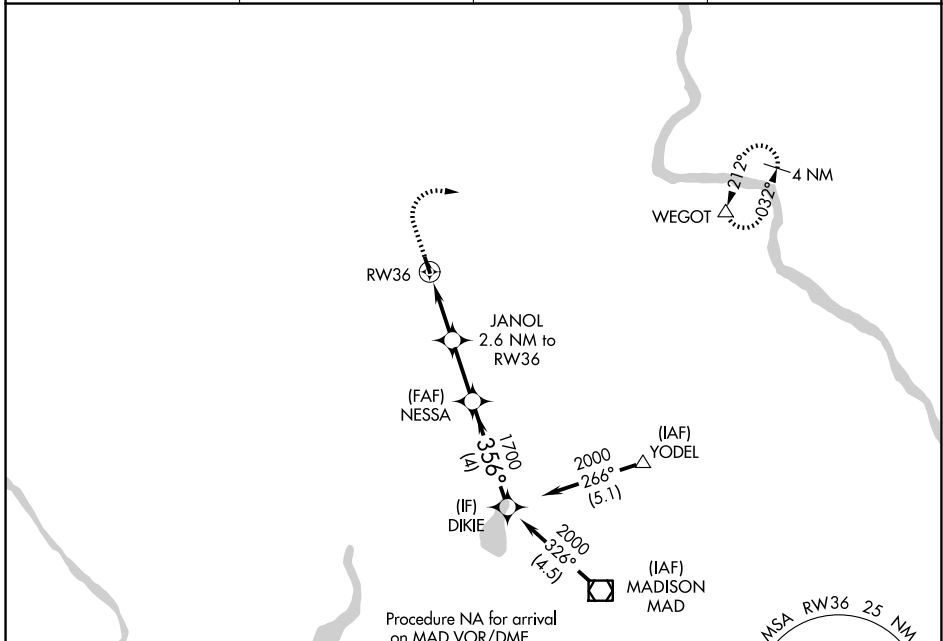 212°
032°
4 NM
WEGOT
RW36
JANOL
2.6 NM to
RW36
(FAF)
NESSA
1700
356°
(4)
(IAF)
YODEL
2000
266°
(5.1)
(IF)
DIKIE
2000
326°
(4.5)
(IAF)
MADISON
MAD
Procedure NA for arrival
on MAD VOR/DME
MSA RW36 25 NM